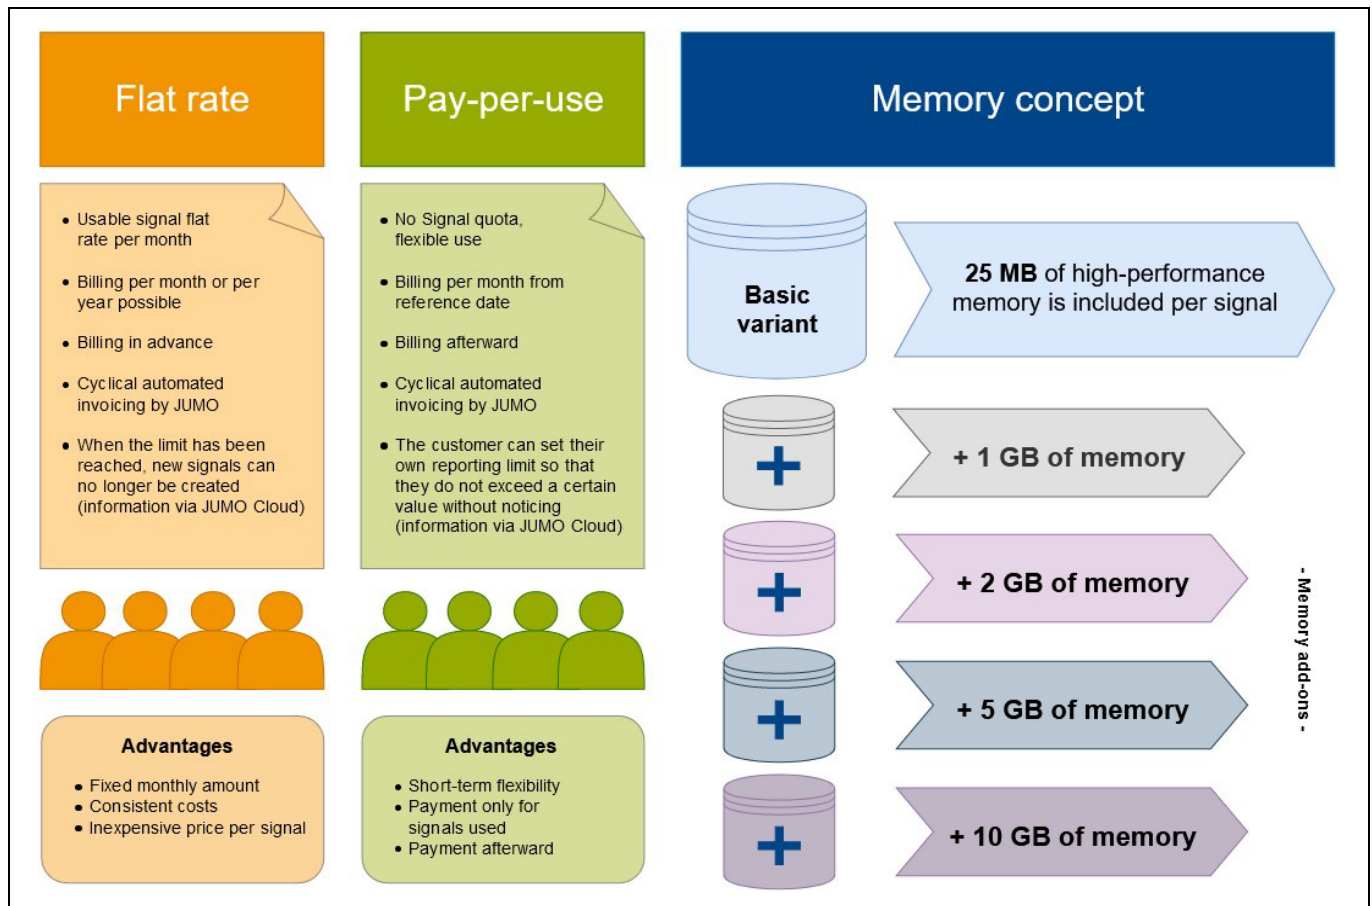 Flat rate
Pay-per-use
Memory concept
• Usable signal flat
rate per month
• Billing per month or per
year possible
• Billing in advance
• Cyclical automated
invoicing by JUMO
• When the limit has been
reached, new signals can
no longer be created
(information via JUMO Cloud)
• No Signal quota,
flexible use
• Billing per month from
reference date
• Billing afterward
• Cyclical automated
invoicing by JUMO
• The customer can set their
own reporting limit so that
they do not exceed a certain
value without noticing
(information via JUMO Cloud)
Advantages
• Fixed monthly amount
• Consistent costs
• Inexpensive price per signal
Advantages
• Short-term flexibility
• Payment only for
signals used
• Payment afterward
Basic
variant
25 MB of high-performance
memory is included per signal
+ 1 GB of memory
+ 2 GB of memory
+ 5 GB of memory
+ 10 GB of memory
- Memory add-ons -